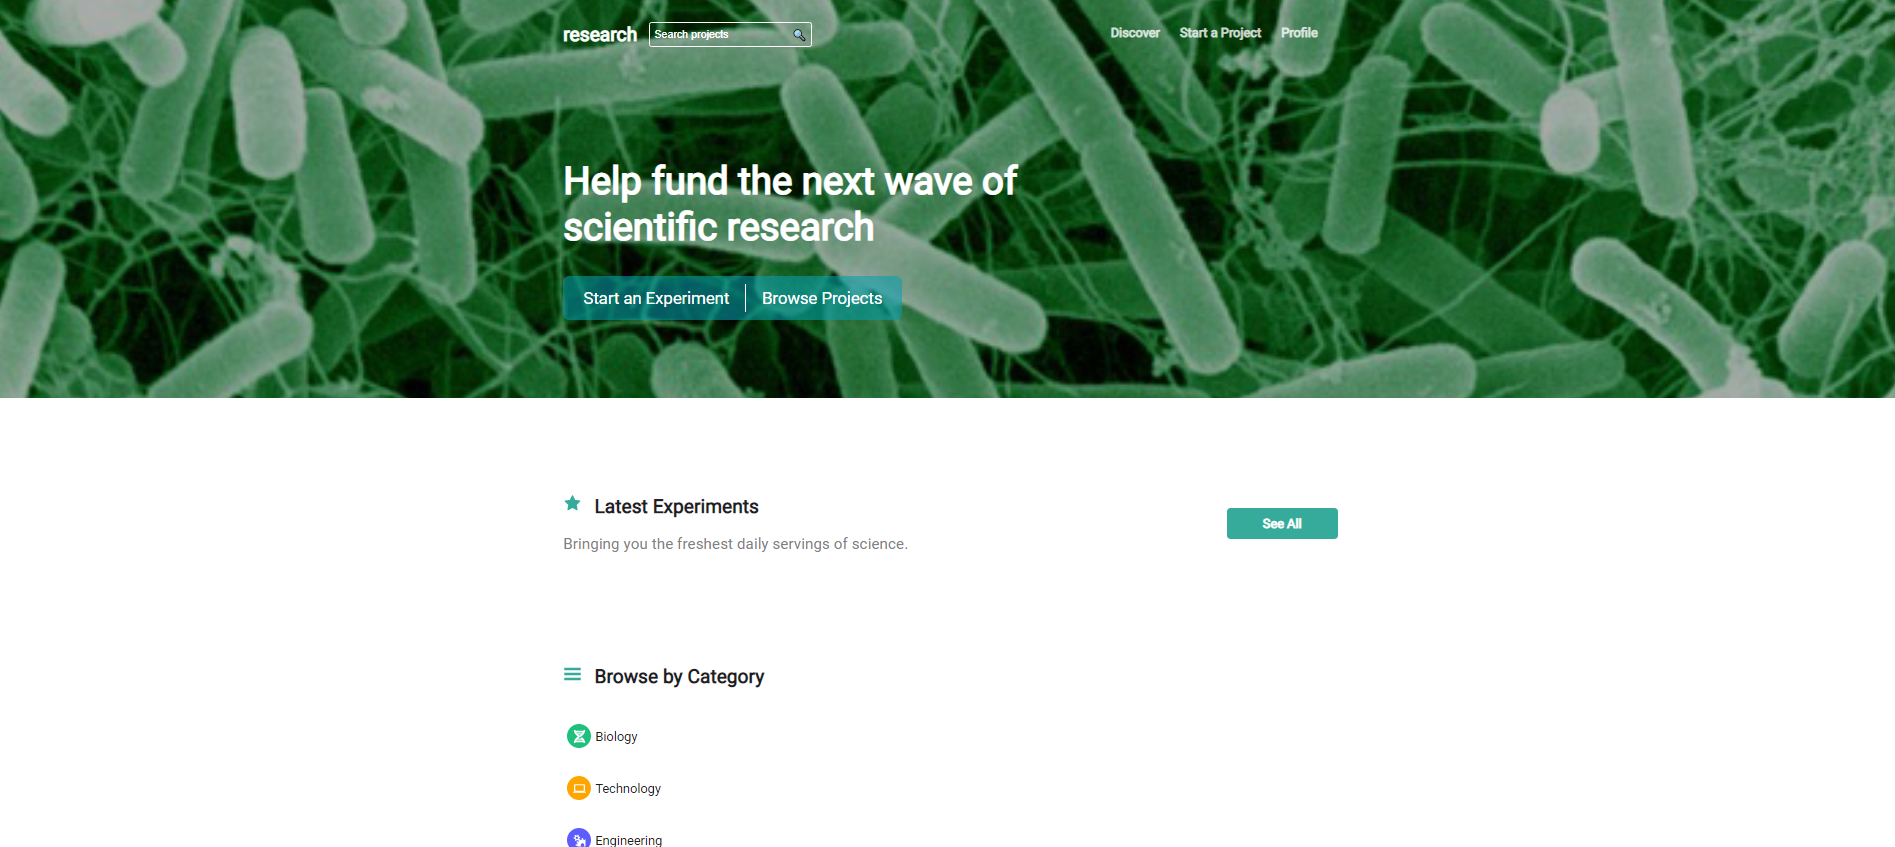 research
Search projects
Discover
Start a Project
Profile
Help fund the next wave of
scientific research
Start an Experiment
Browse Projects
Latest Experiments
Bringing you the freshest daily servings of science.
See All
Browse by Category
Biology
Technology
Engineering